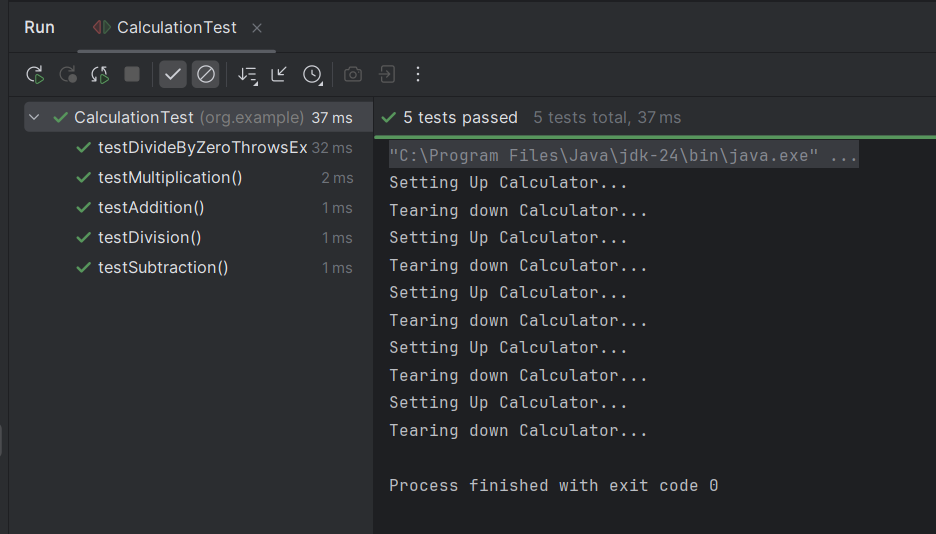 Run CalculationTest
CalculationTest (org.example) 37 ms
testDivideByZeroThrowsEx 32 ms
testMultiplication() 2 ms
testAddition() 1 ms
testDivision() 1 ms
testSubtraction() 1 ms
5 tests passed 5 tests total, 37 ms
"C:\Program Files\Java\jdk-24\bin\java.exe" ...
Setting Up Calculator...
Tearing down Calculator...
Setting Up Calculator...
Tearing down Calculator...
Setting Up Calculator...
Tearing down Calculator...
Setting Up Calculator...
Tearing down Calculator...
Setting Up Calculator...
Tearing down Calculator...
Process finished with exit code 0